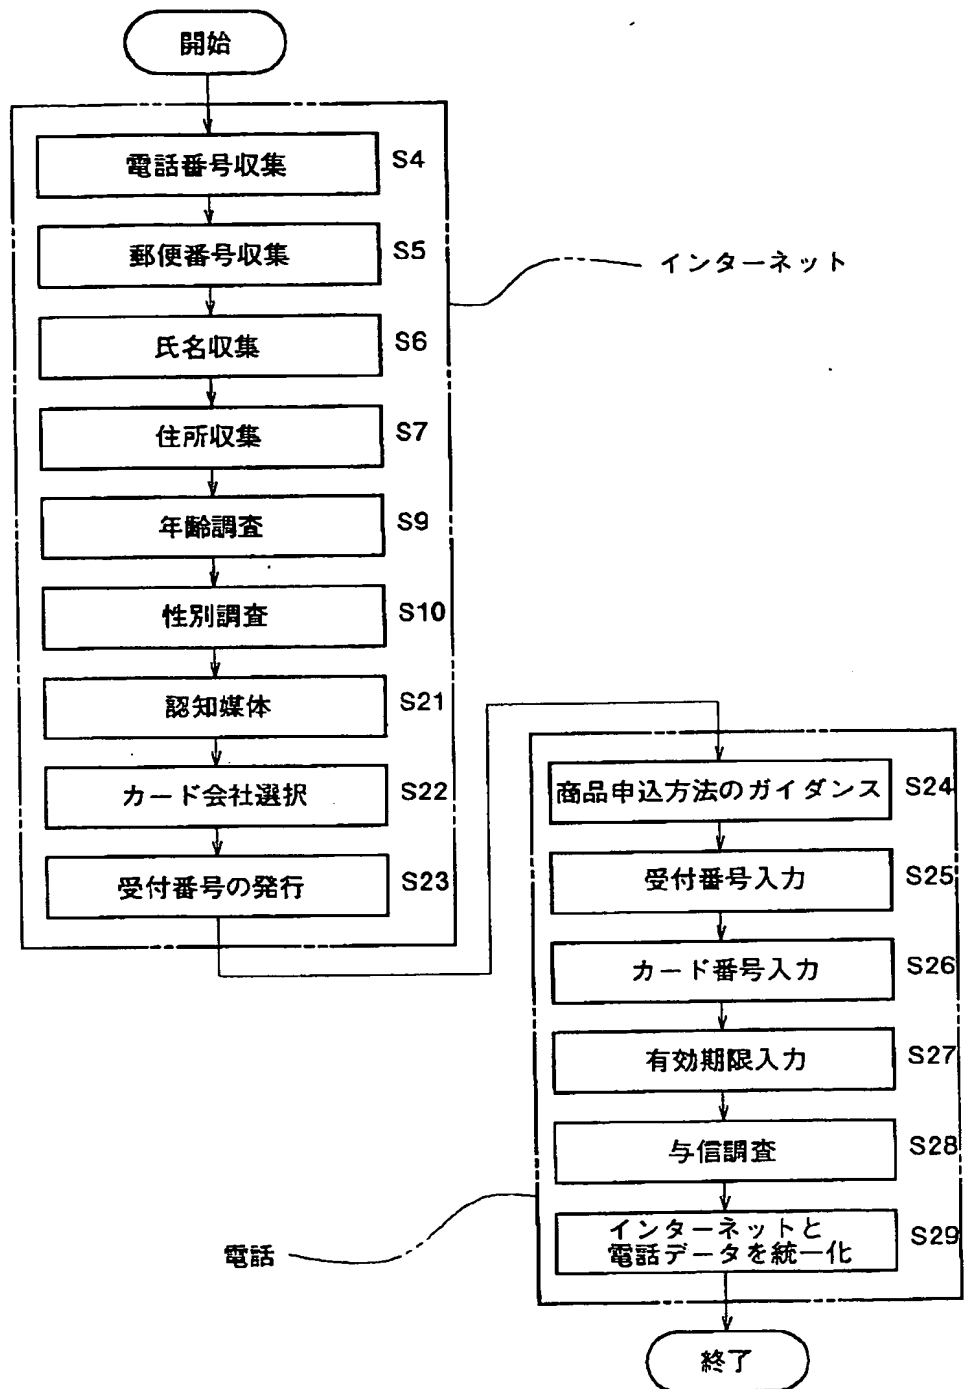 開始
電話番号収集 S4
郵便番号収集 S5
氏名収集 S6
住所収集 S7
年齢調査 S9
性別調査 S10
認知媒体 S21
カード会社選択 S22
受付番号の発行 S23
インターネット
商品申込方法のガイダンス S24
受付番号入力 S25
カード番号入力 S26
有効期限入力 S27
与信調査 S28
インターネットと
電話データを統一化 S29
電話
終了